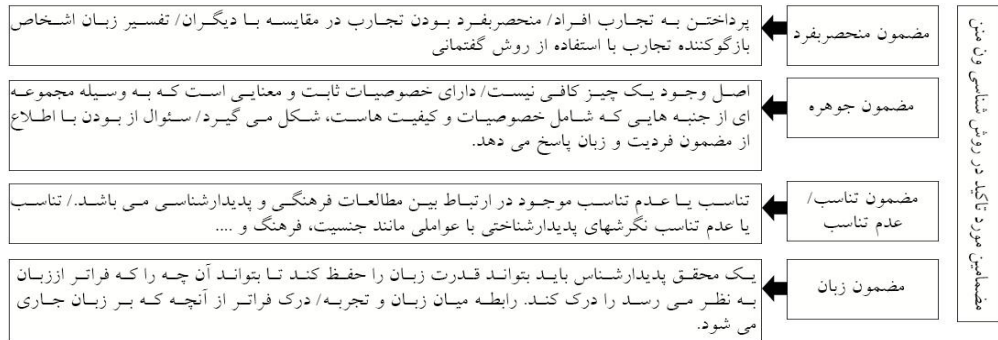 مضمامین مورد تاکید در روش شناسی ون منن
مضمون منحصربفرد
پرداختن به تجارب افراد/ منحصربفرد بودن تجارب در مقایسه با دیگران/ تفسیر زبان اشخاص
بازگوکننده تجارب با استفاده از روش گفتمانی
مضمون جوهره
اصل وجود یک چیز کافی نیست/ دارای خصوصیات ثابت و معنایی است که به وسیله مجموعه
ای از جنبه هایی که شامل خصوصیات و کیفیت هاست، شکل می گیرد/ سئوال از بودن با اطلاع
از مضمون فردیت و زبان پاسخ می دهد.
مضمون تناسب/
عدم تناسب
تناسب یا عدم تناسب موجود در ارتباط بین مطالعات فرهنگی و پدیدارشناسی می باشد./ تناسب
یا عدم تناسب نگرشهای پدیدارشناختی با عواملی مانند جنسیت، فرهنگ و ....
مضمون زبان
یک محقق پدیدارشناس باید بتواند قدرت زبان را حفظ کند تا بتواند آن چه را که فراتر اززبان
به نظر می رسد را درک کند. رابطه میان زبان و تجربه/ درک فراتر از آنچه که بر زبان جاری
می شود.